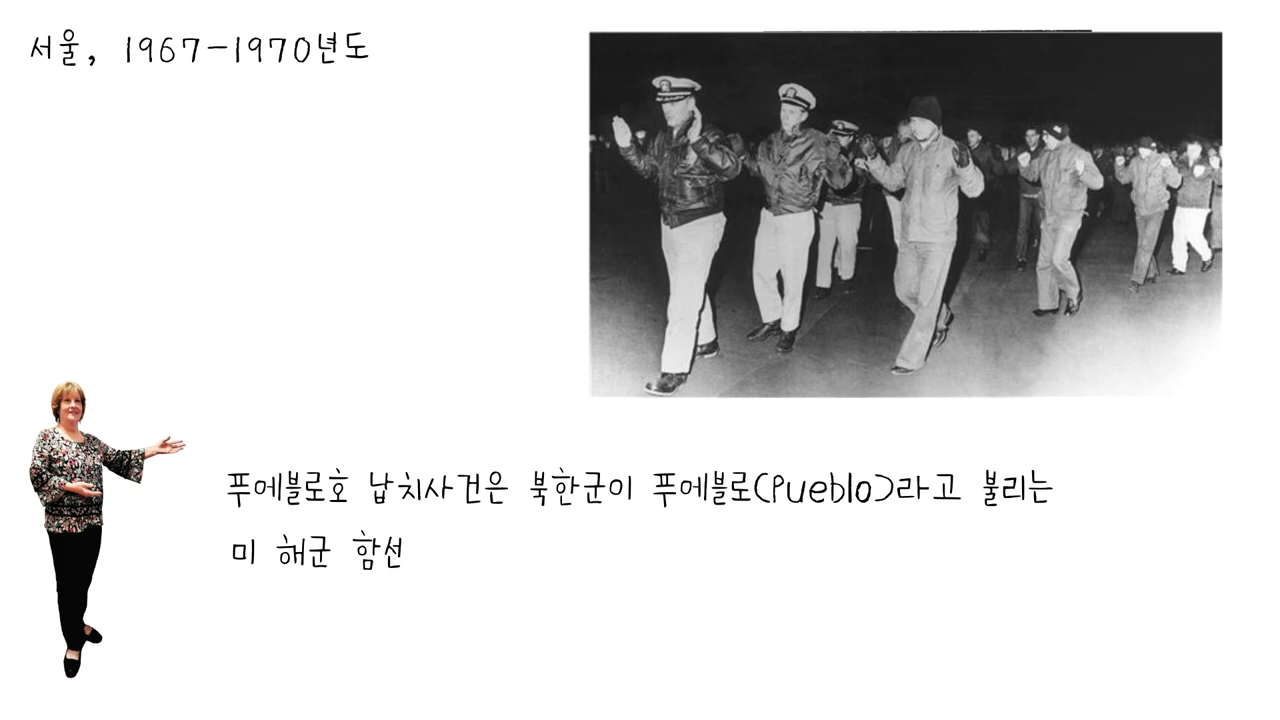 서울, 1967-1970년도
푸에블로호 납치사건은 북한군이 푸에블로(Pueblo)라고 불리는
미 해군 함선